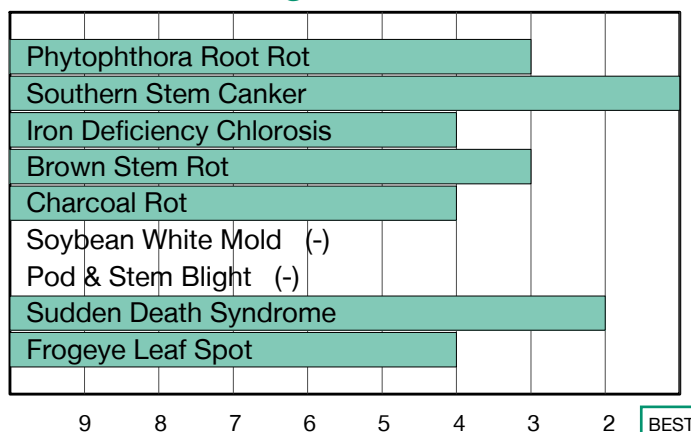 Phytophthora Root Rot
Southern Stem Canker
Iron Deficiency Chlorosis
Brown Stem Rot
Charcoal Rot
Soybean White Mold (-)
Pod & Stem Blight (-)
Sudden Death Syndrome
Frogeye Leaf Spot
9 8 7 6 5 4 3 2 BEST